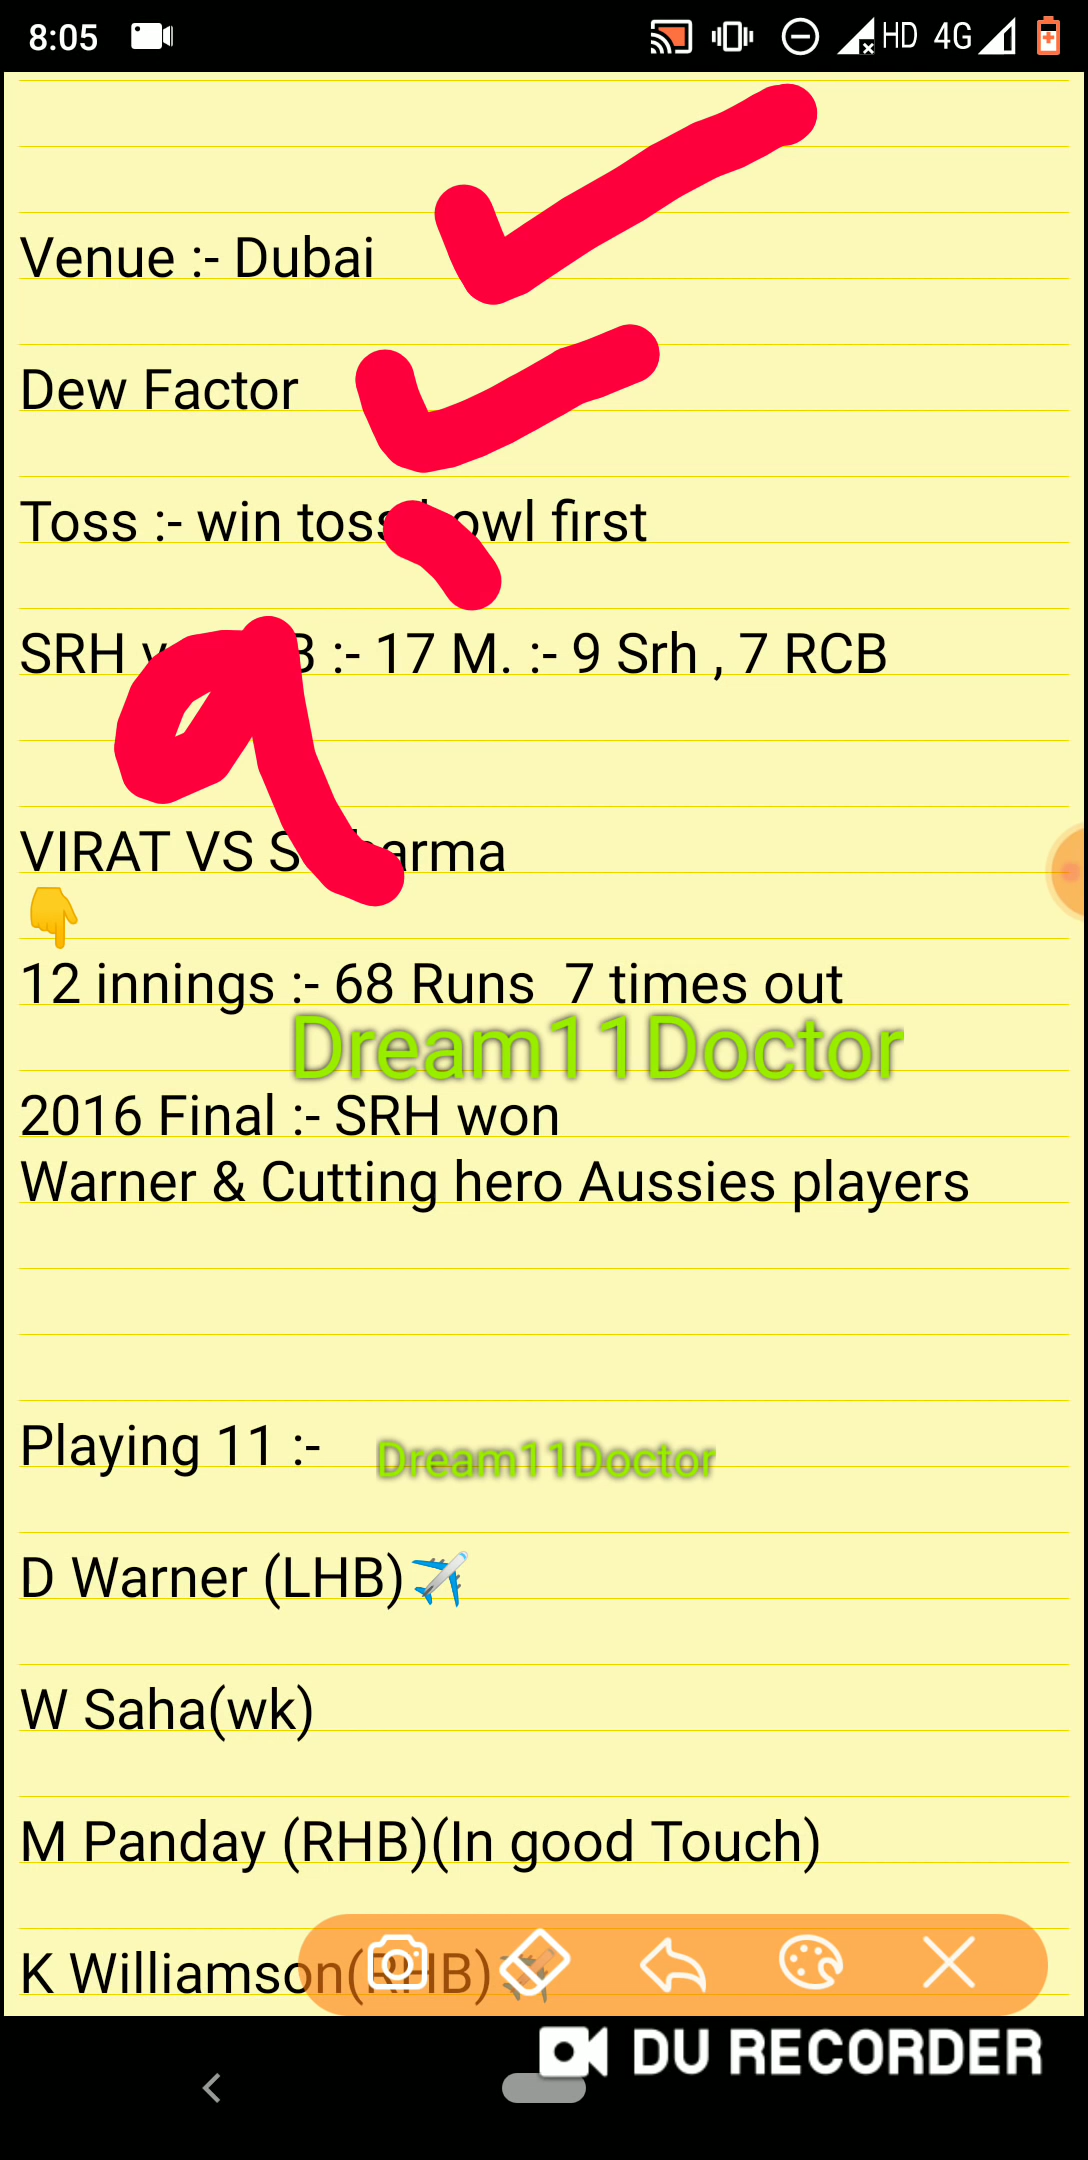 8:05 HD 4G
Venue :- Dubai
Dew Factor
Toss :- win toss owl first
SRH :- 17 M. :- 9 Srh , 7 RCB
VIRAT VS S
12 innings :- 68 Runs 7 times out
Dream11Doctor
2016 Final :- SRH won
Warner & Cutting hero Aussies players
Playing 11 :- Dream11Doctor
D Warner (LHB)✈️
W Saha(wk)
M Panday (RHB)(In good Touch)
K Williamson(RHB)✈️
DU RECORDER